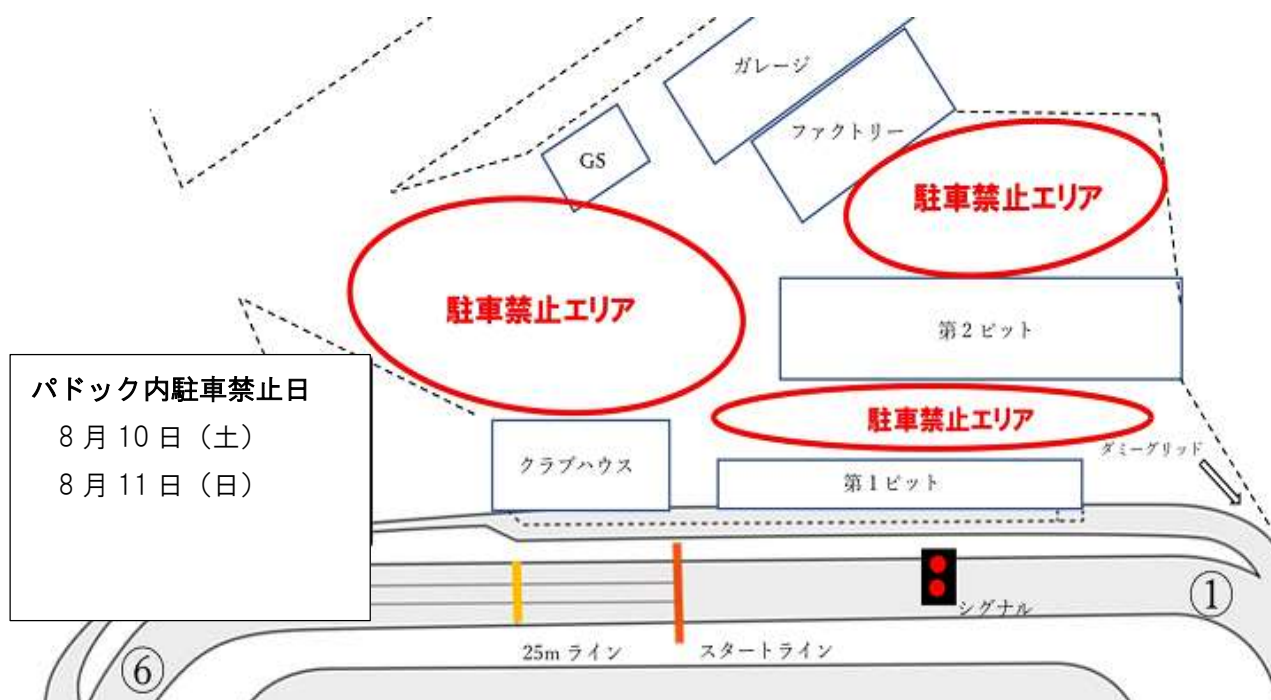 ガレージ
ファクトリー
GS
駐車禁止エリア
駐車禁止エリア
第2ピット
パドック内駐車禁止日
8月10日（土）
8月11日（日）
駐車禁止エリア
ダミーグリッド
クラブハウス
第1ピット
①
シグナル
25mライン
スタートライン
⑥